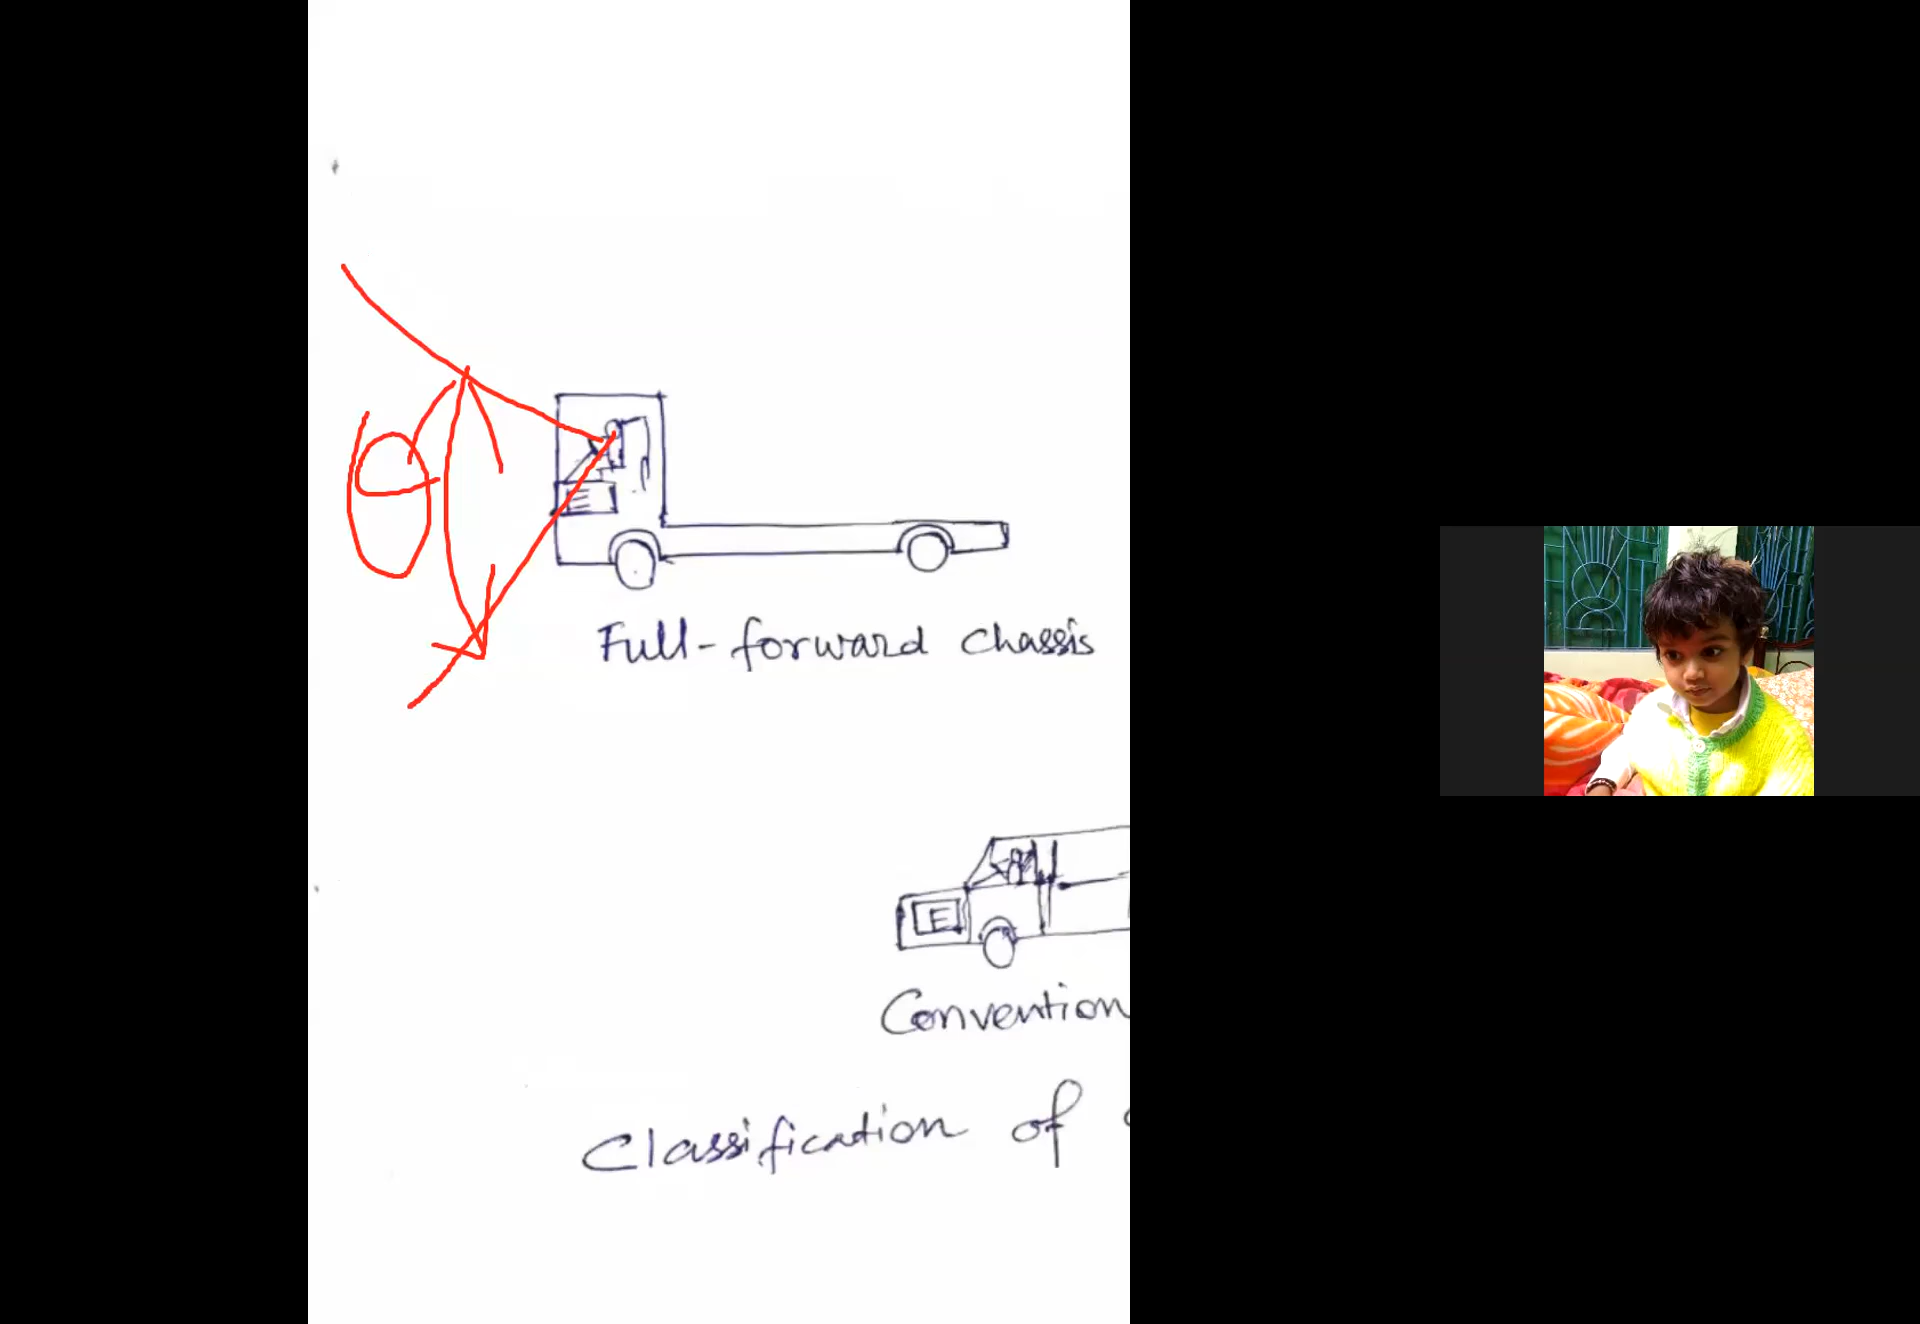 E
Full-forward chassis
E
Convention
Classification of